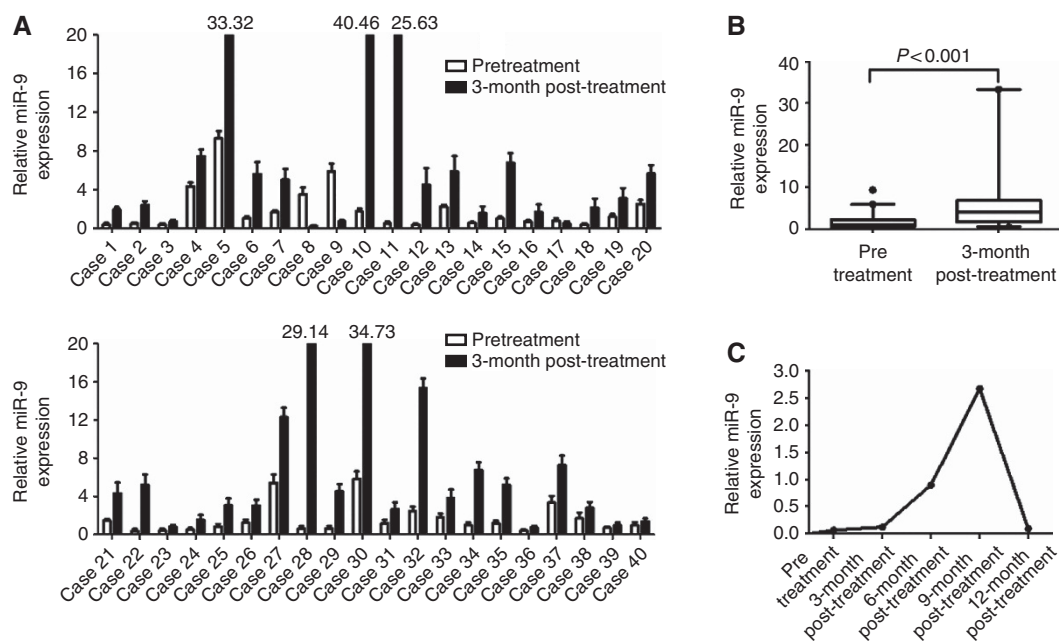 A
33.32
40.46
25.63
Relative miR-9
expression
20
16
12
8
4
0
Pretreatment
3-month post-treatment
Case 1
Case 2
Case 3
Case 4
Case 5
Case 6
Case 7
Case 8
Case 9
Case 10
Case 11
Case 12
Case 13
Case 14
Case 15
Case 16
Case 17
Case 18
Case 19
Case 20
29.14
34.73
Relative miR-9
expression
20
16
12
8
4
0
Pretreatment
3-month post-treatment
Case 21
Case 22
Case 23
Case 24
Case 25
Case 26
Case 27
Case 28
Case 29
Case 30
Case 31
Case 32
Case 33
Case 34
Case 35
Case 36
Case 37
Case 38
Case 39
Case 40
B
P<0.001
Relative miR-9
expression
40
30
20
10
0
Pre
treatment
3-month
post-treatment
C
Relative miR-9
expression
3.0
2.5
2.0
1.5
1.0
0.5
0.0
Pre
treatment
3-month
post-treatment
6-month
post-treatment
9-month
post-treatment
12-month
post-treatment